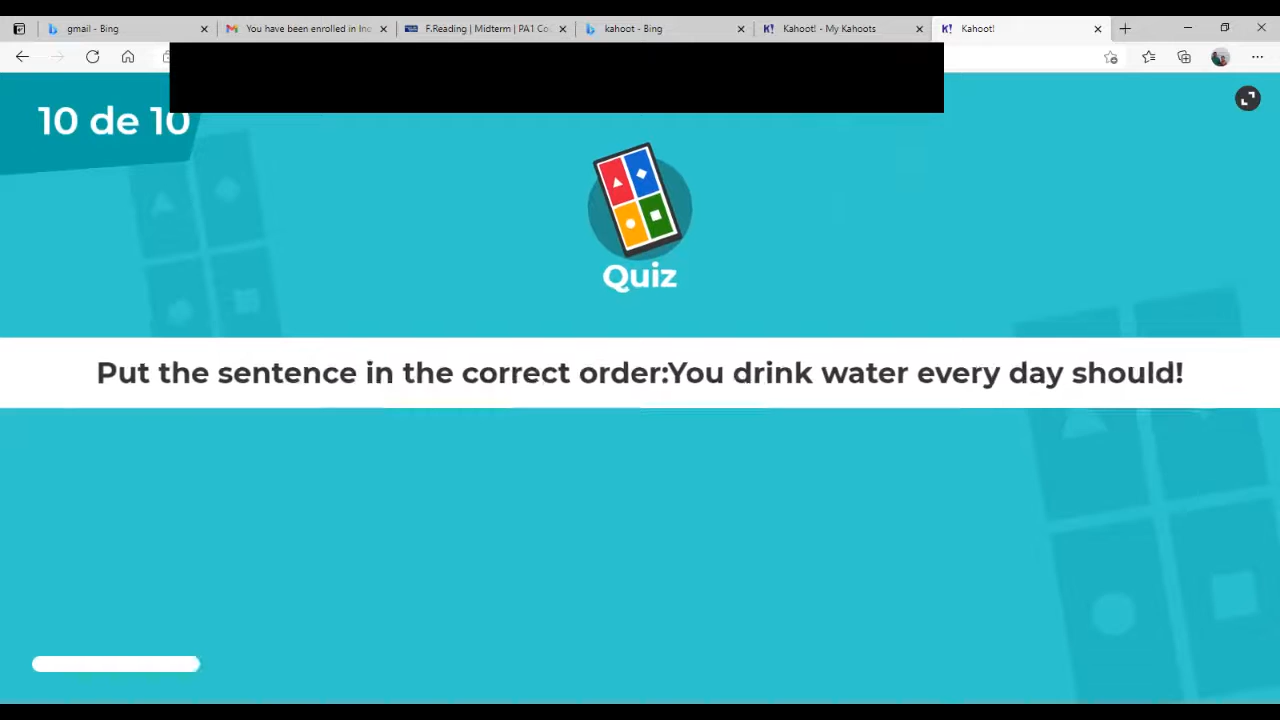 gmail - Bing
You have been enrolled in Inc
F.Reading | Midterm | PA1 Co
kahoot - Bing
K! Kahoot! - My Kahoots
K! Kahoot!
10 de 10
Quiz
Put the sentence in the correct order:You drink water every day should!